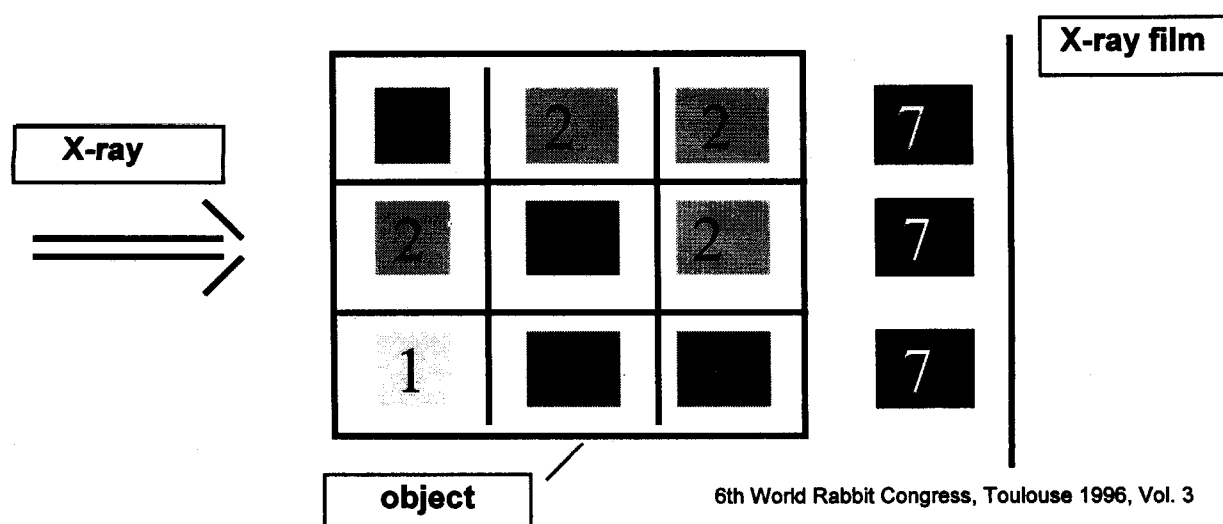 X-ray film
X-ray
2 2 7
2 2 7
1 7
object
6th World Rabbit Congress, Toulouse 1996, Vol. 3